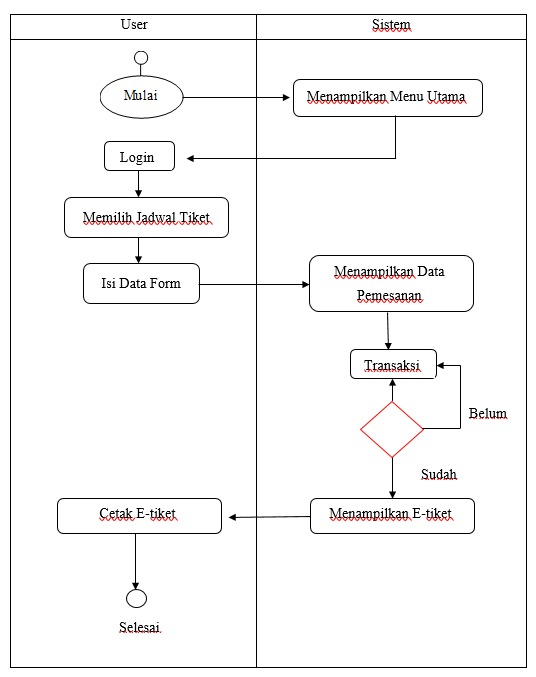 User
Sistem
Mulai
Menampilkan Menu Utama
Login
Memilih Jadwal Tiket
Isi Data Form
Menampilkan Data
Pemesanan
Transaksi
Belum
Sudah
Cetak E-tiket
Menampilkan E-tiket
Selesai